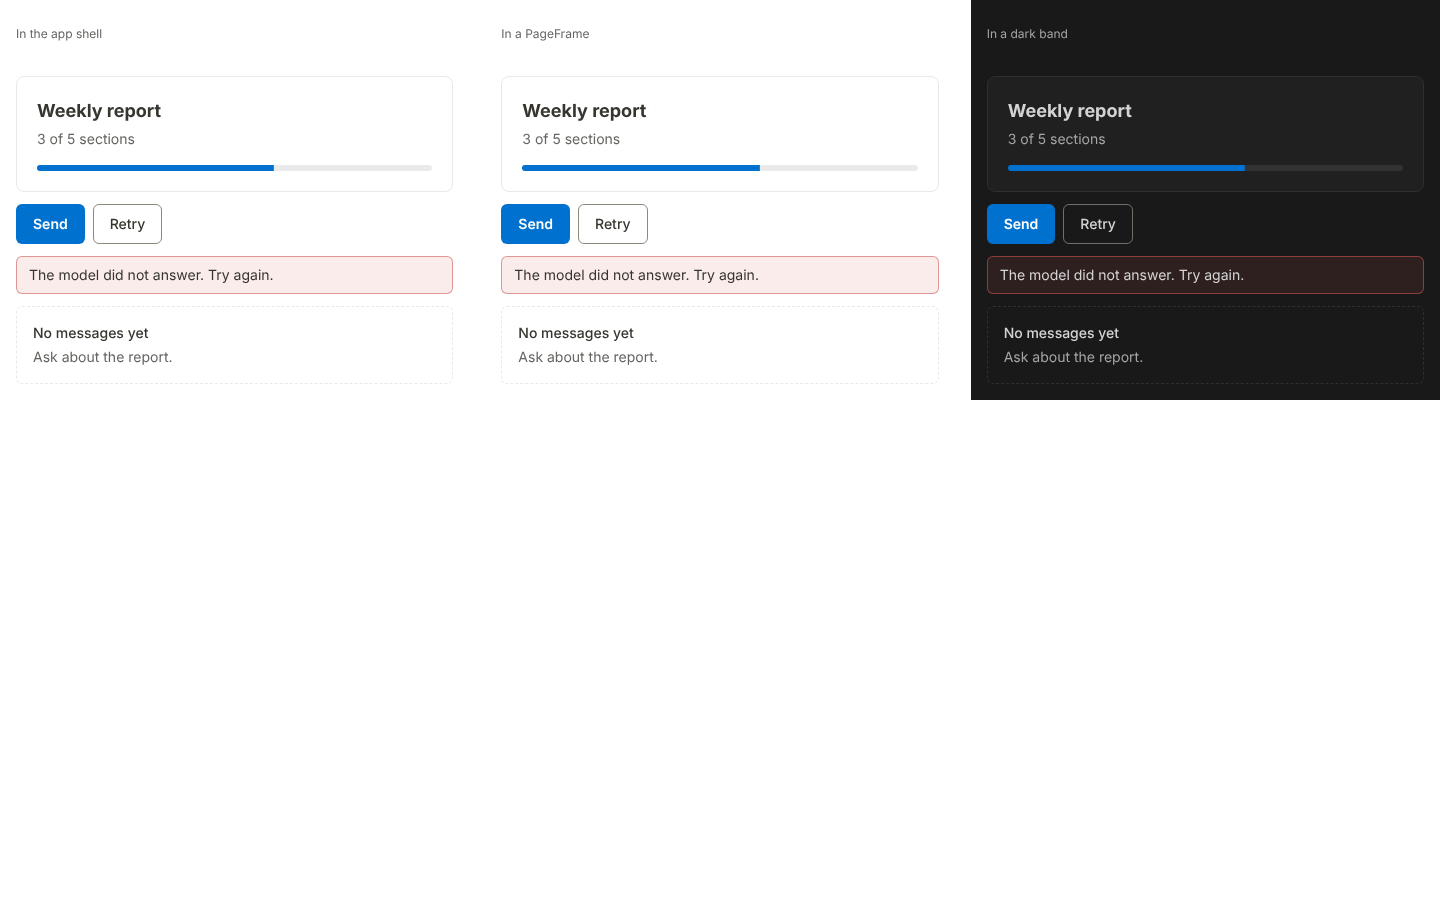 In the app shell
Weekly report
3 of 5 sections
Send
Retry
The model did not answer. Try again.
No messages yet
Ask about the report.
In a PageFrame
Weekly report
3 of 5 sections
Send
Retry
The model did not answer. Try again.
No messages yet
Ask about the report.
In a dark band
Weekly report
3 of 5 sections
Send
Retry
The model did not answer. Try again.
No messages yet
Ask about the report.